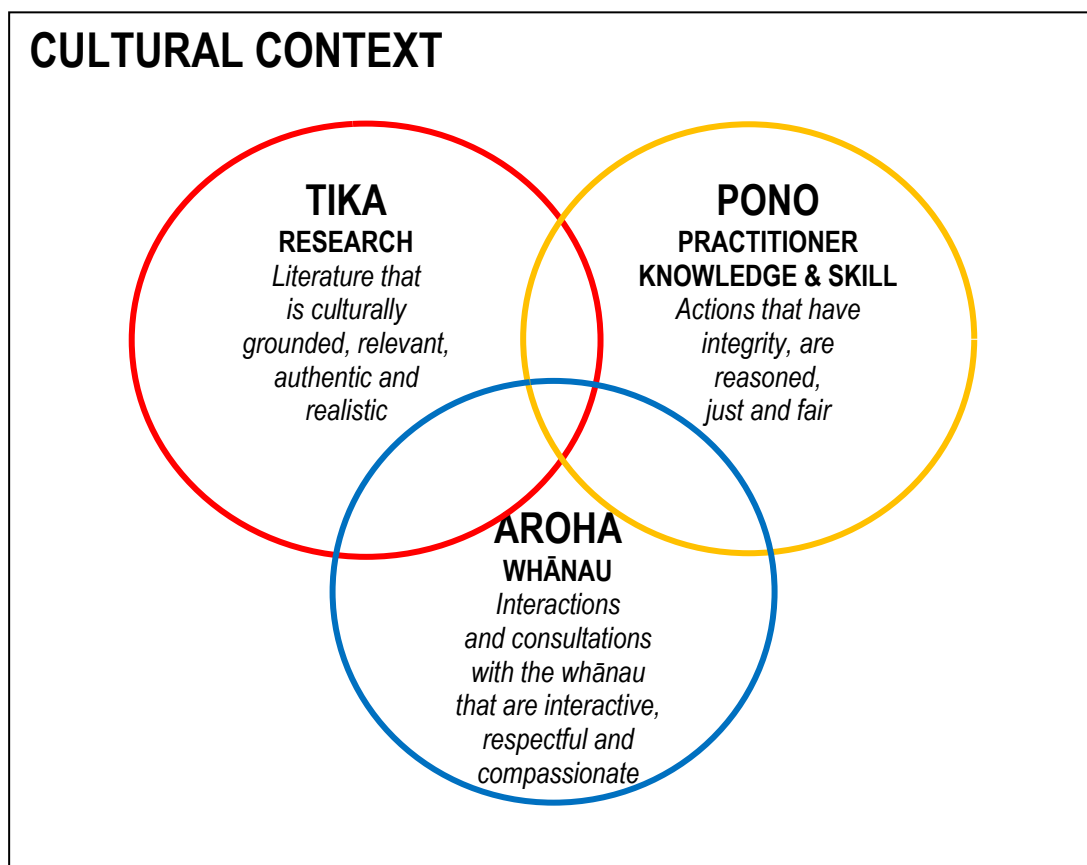 CULTURAL CONTEXT
TIKA
RESEARCH
Literature that
is culturally
grounded, relevant,
authentic and
realistic
PONO
PRACTITIONER
KNOWLEDGE & SKILL
Actions that have
integrity, are
reasoned,
just and fair
AROHA
WHĀNAU
Interactions
and consultations
with the whānau
that are interactive,
respectful and
compassionate